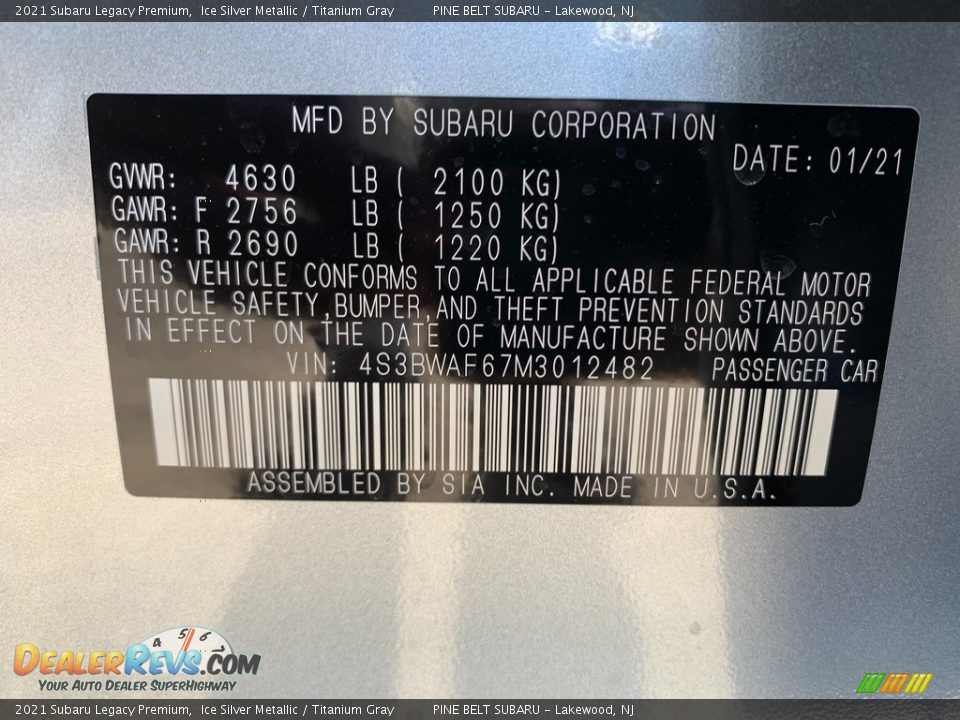 2021 Subaru Legacy Premium, Ice Silver Metallic / Titanium Gray PINE BELT SUBARU - Lakewood, NJ
MFD BY SUBARU CORPORATION
DATE: 01/21
GVWR: 4630 LB ( 2100 KG)
GAWR: F 2756 LB ( 1250 KG)
GAWR: R 2690 LB ( 1220 KG)
THIS VEHICLE CONFORMS TO ALL APPLICABLE FEDERAL MOTOR
VEHICLE SAFETY,BUMPER,AND THEFT PREVENTION STANDARDS
IN EFFECT ON THE DATE OF MANUFACTURE SHOWN ABOVE.
VIN: 4S3BWAF67M3012482 PASSENGER CAR
ASSEMBLED BY SIA INC. MADE IN U.S.A.
4 5 6
DealerRevs.com
Your Auto Dealer SuperHighway
2021 Subaru Legacy Premium, Ice Silver Metallic / Titanium Gray PINE BELT SUBARU - Lakewood, NJ